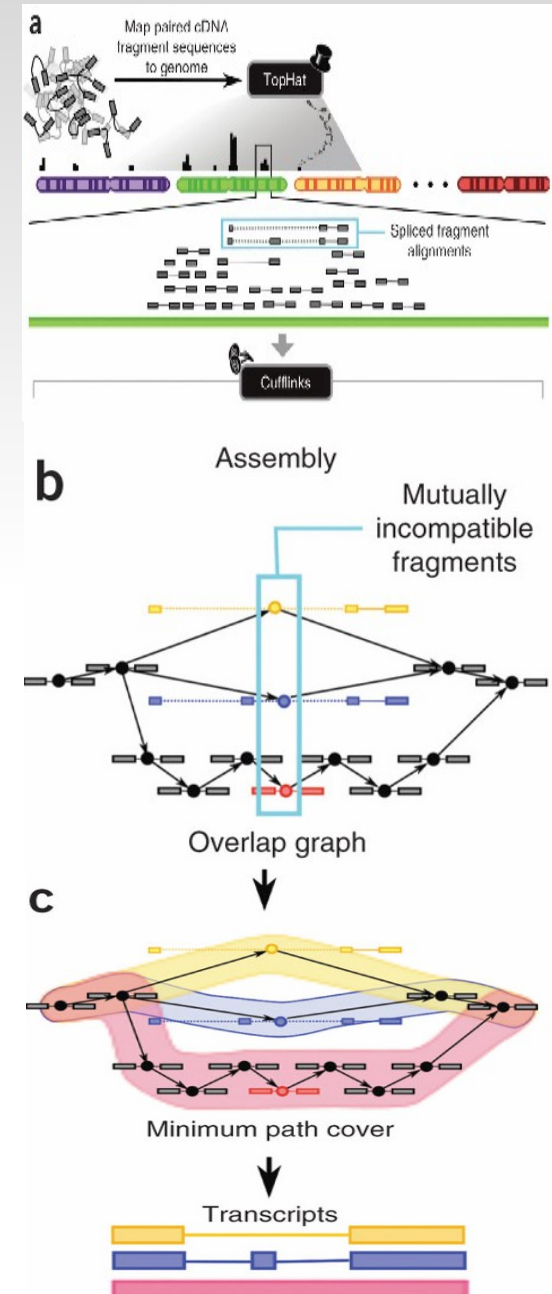 a
Map paired cDNA
fragment sequences
to genome
TopHat
Spliced fragment
alignments
Cufflinks
b
Assembly
Mutually
incompatible
fragments
Overlap graph
c
Minimum path cover
Transcripts